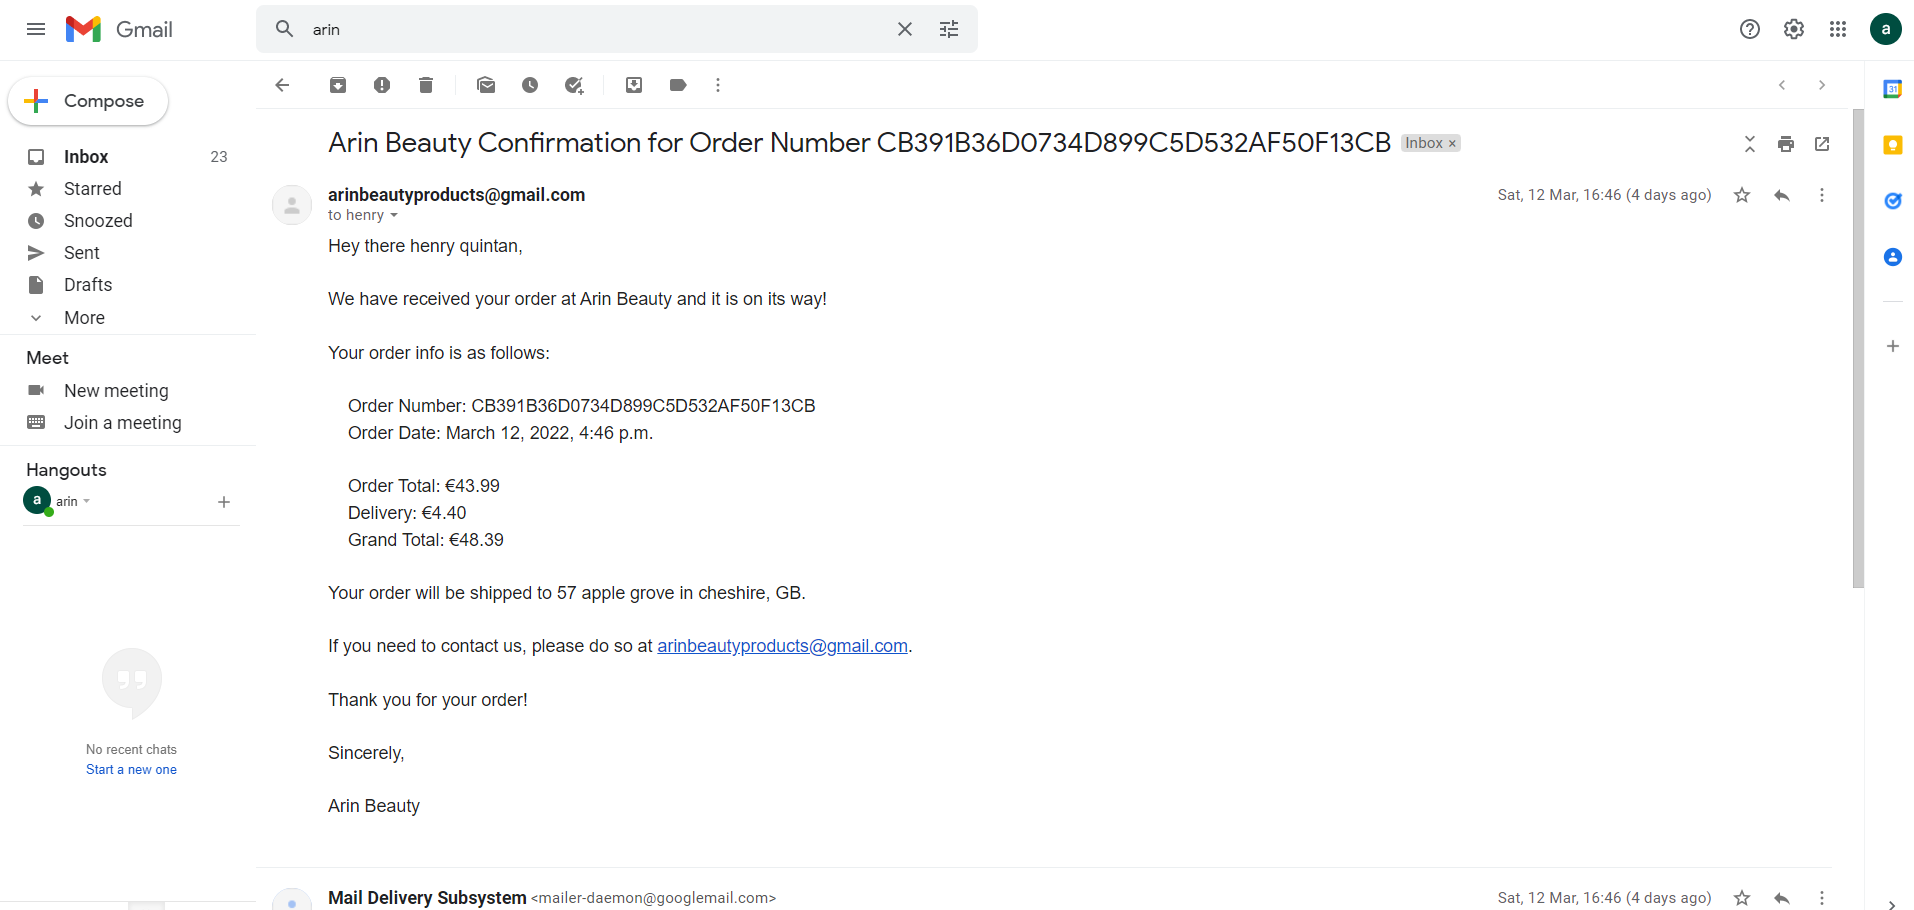 Gmail
arin
a
Compose
Inbox 23
Starred
Snoozed
Sent
Drafts
More
Meet
New meeting
Join a meeting
Hangouts
a arin
No recent chats
Start a new one
Arin Beauty Confirmation for Order Number CB391B36D0734D899C5D532AF50F13CB Inbox ×
arinbeautyproducts@gmail.com Sat, 12 Mar, 16:46 (4 days ago)
to henry
Hey there henry quintan,
We have received your order at Arin Beauty and it is on its way!
Your order info is as follows:
Order Number: CB391B36D0734D899C5D532AF50F13CB
Order Date: March 12, 2022, 4:46 p.m.
Order Total: €43.99
Delivery: €4.40
Grand Total: €48.39
Your order will be shipped to 57 apple grove in cheshire, GB.
If you need to contact us, please do so at arinbeautyproducts@gmail.com.
Thank you for your order!
Sincerely,
Arin Beauty
Mail Delivery Subsystem <mailer-daemon@googlemail.com> Sat, 12 Mar, 16:46 (4 days ago)
31